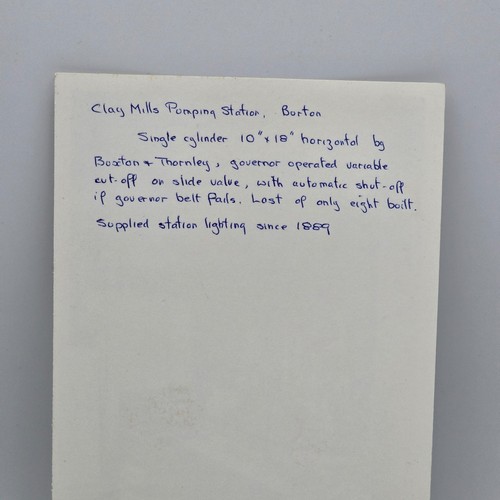 Clay Mills Pumping Station, Burton
Single cylinder 10" x 18" horizontal by
Buxton + Thornley, governor operated variable
cut-off on slide valve, with automatic shut-off
if governor belt fails. Last of only eight built.
Supplied station lighting since 1889